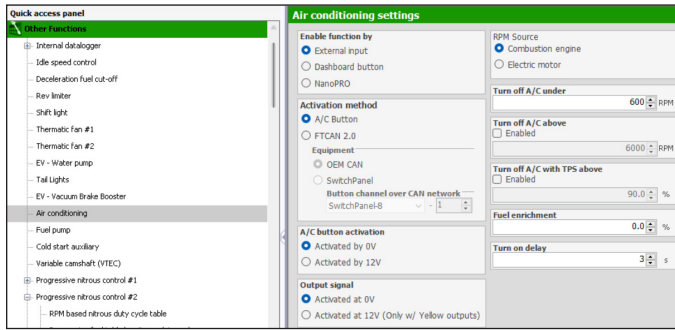 Quick access panel
Other Functions
Internal datalogger
Idle speed control
Deceleration fuel cut-off
Rev limiter
Shift light
Thermatic fan #1
Thermatic fan #2
EV - Water pump
Tail Lights
EV - Vacuum Brake Booster
Air conditioning
Fuel pump
Cold start auxiliary
Variable camshaft (VTEC)
Progressive nitrous control #1
Progressive nitrous control #2
RPM based nitrous duty cycle table
Air conditioning settings
Enable function by
External input
Dashboard button
NanoPRO
Activation method
A/C Button
FTCAN 2.0
Equipment
OEM CAN
SwitchPanel
Button channel over CAN network
SwitchPanel-8 - 1
A/C button activation
Activated by 0V
Activated by 12V
Output signal
Activated at 0V
Activated at 12V (Only w/ Yellow outputs)
RPM Source
Combustion engine
Electric motor
Turn off A/C under
600 RPM
Turn off A/C above
Enabled
6000 RPM
Turn off A/C with TPS above
Enabled
90.0 %
Fuel enrichment
0.0 %
Turn on delay
3 s